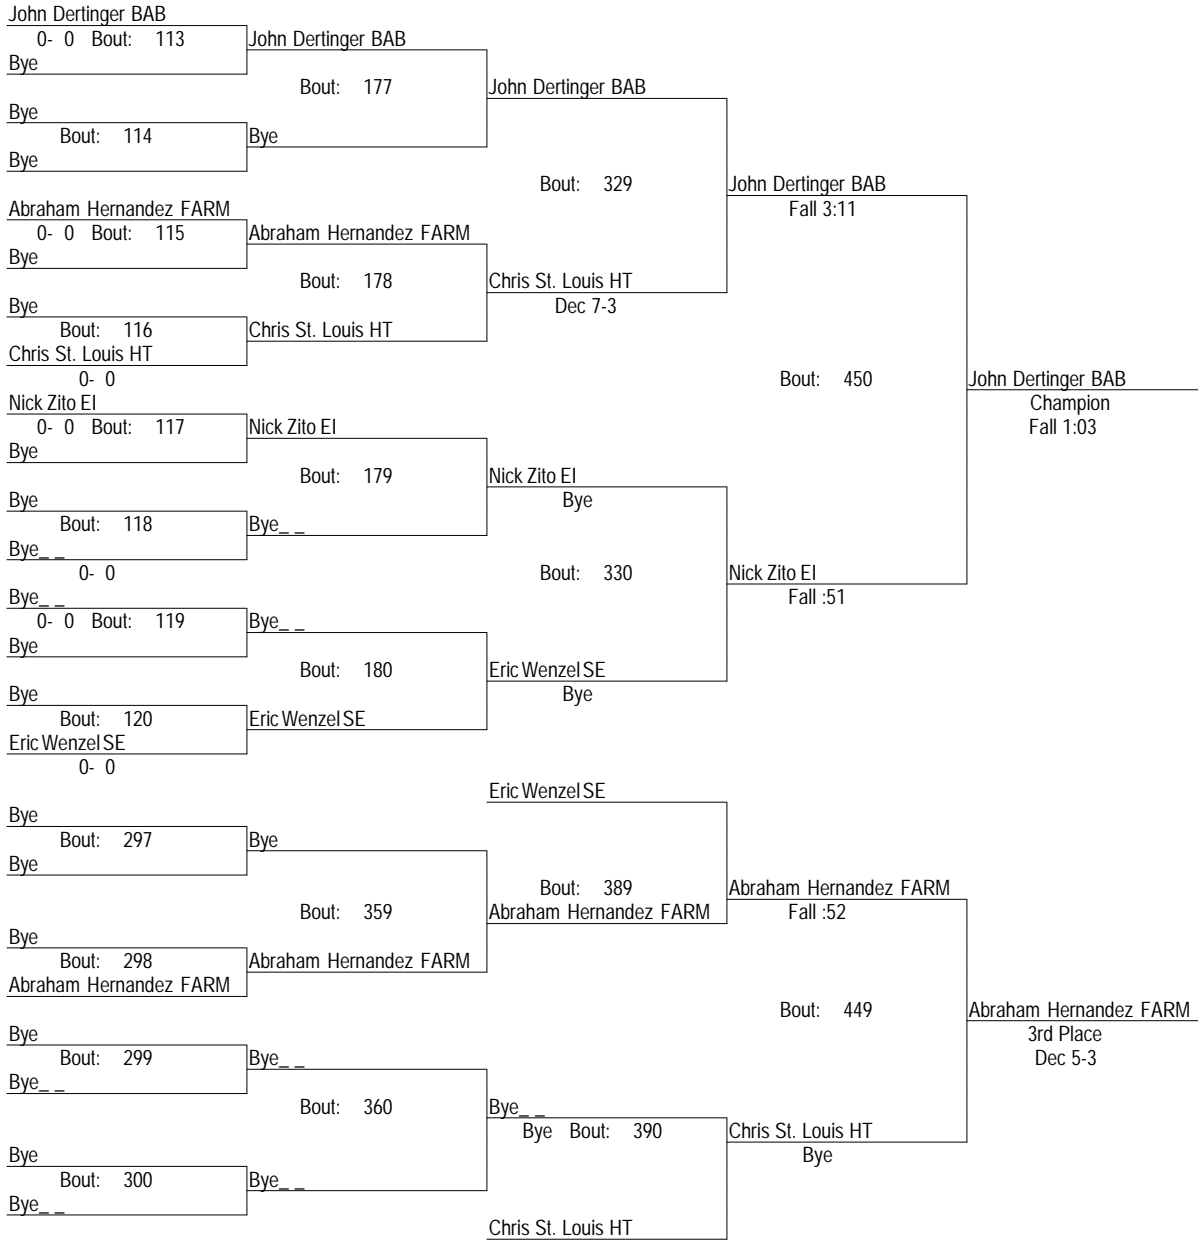 John Dertinger BAB
0- 0 Bout: 113 John Dertinger BAB
Bye
Bout: 177 John Dertinger BAB
Bye
Bout: 114 Bye
Bye
Bout: 329 John Dertinger BAB
Fall 3:11
Abraham Hernandez FARM
0- 0 Bout: 115 Abraham Hernandez FARM
Bye
Bout: 178 Chris St. Louis HT
Dec 7-3
Bye
Bout: 116 Chris St. Louis HT
Chris St. Louis HT
0- 0
Bout: 450 John Dertinger BAB
Champion
Fall 1:03
Nick Zito EI
0- 0 Bout: 117 Nick Zito EI
Bye
Bout: 179 Nick Zito EI
Bye
Bye
Bout: 118 Bye_ _
Bye_ _
0- 0
Bout: 330 Nick Zito EI
Fall :51
Bye_ _
0- 0 Bout: 119 Bye_ _
Bye
Bout: 180 Eric Wenzel SE
Bye
Bye
Bout: 120 Eric Wenzel SE
Eric Wenzel SE
0- 0
Eric Wenzel SE
Bye
Bout: 297 Bye
Bye
Bout: 389 Abraham Hernandez FARM
Fall :52
Bout: 359 Abraham Hernandez FARM
Bye
Bout: 298 Abraham Hernandez FARM
Abraham Hernandez FARM
Bout: 449 Abraham Hernandez FARM
3rd Place
Dec 5-3
Bye
Bout: 299 Bye_ _
Bye_ _
Bout: 360 Bye_ _
Bye Bout: 390 Chris St. Louis HT
Bye
Bye
Bout: 300 Bye_ _
Bye_ _
Chris St. Louis HT